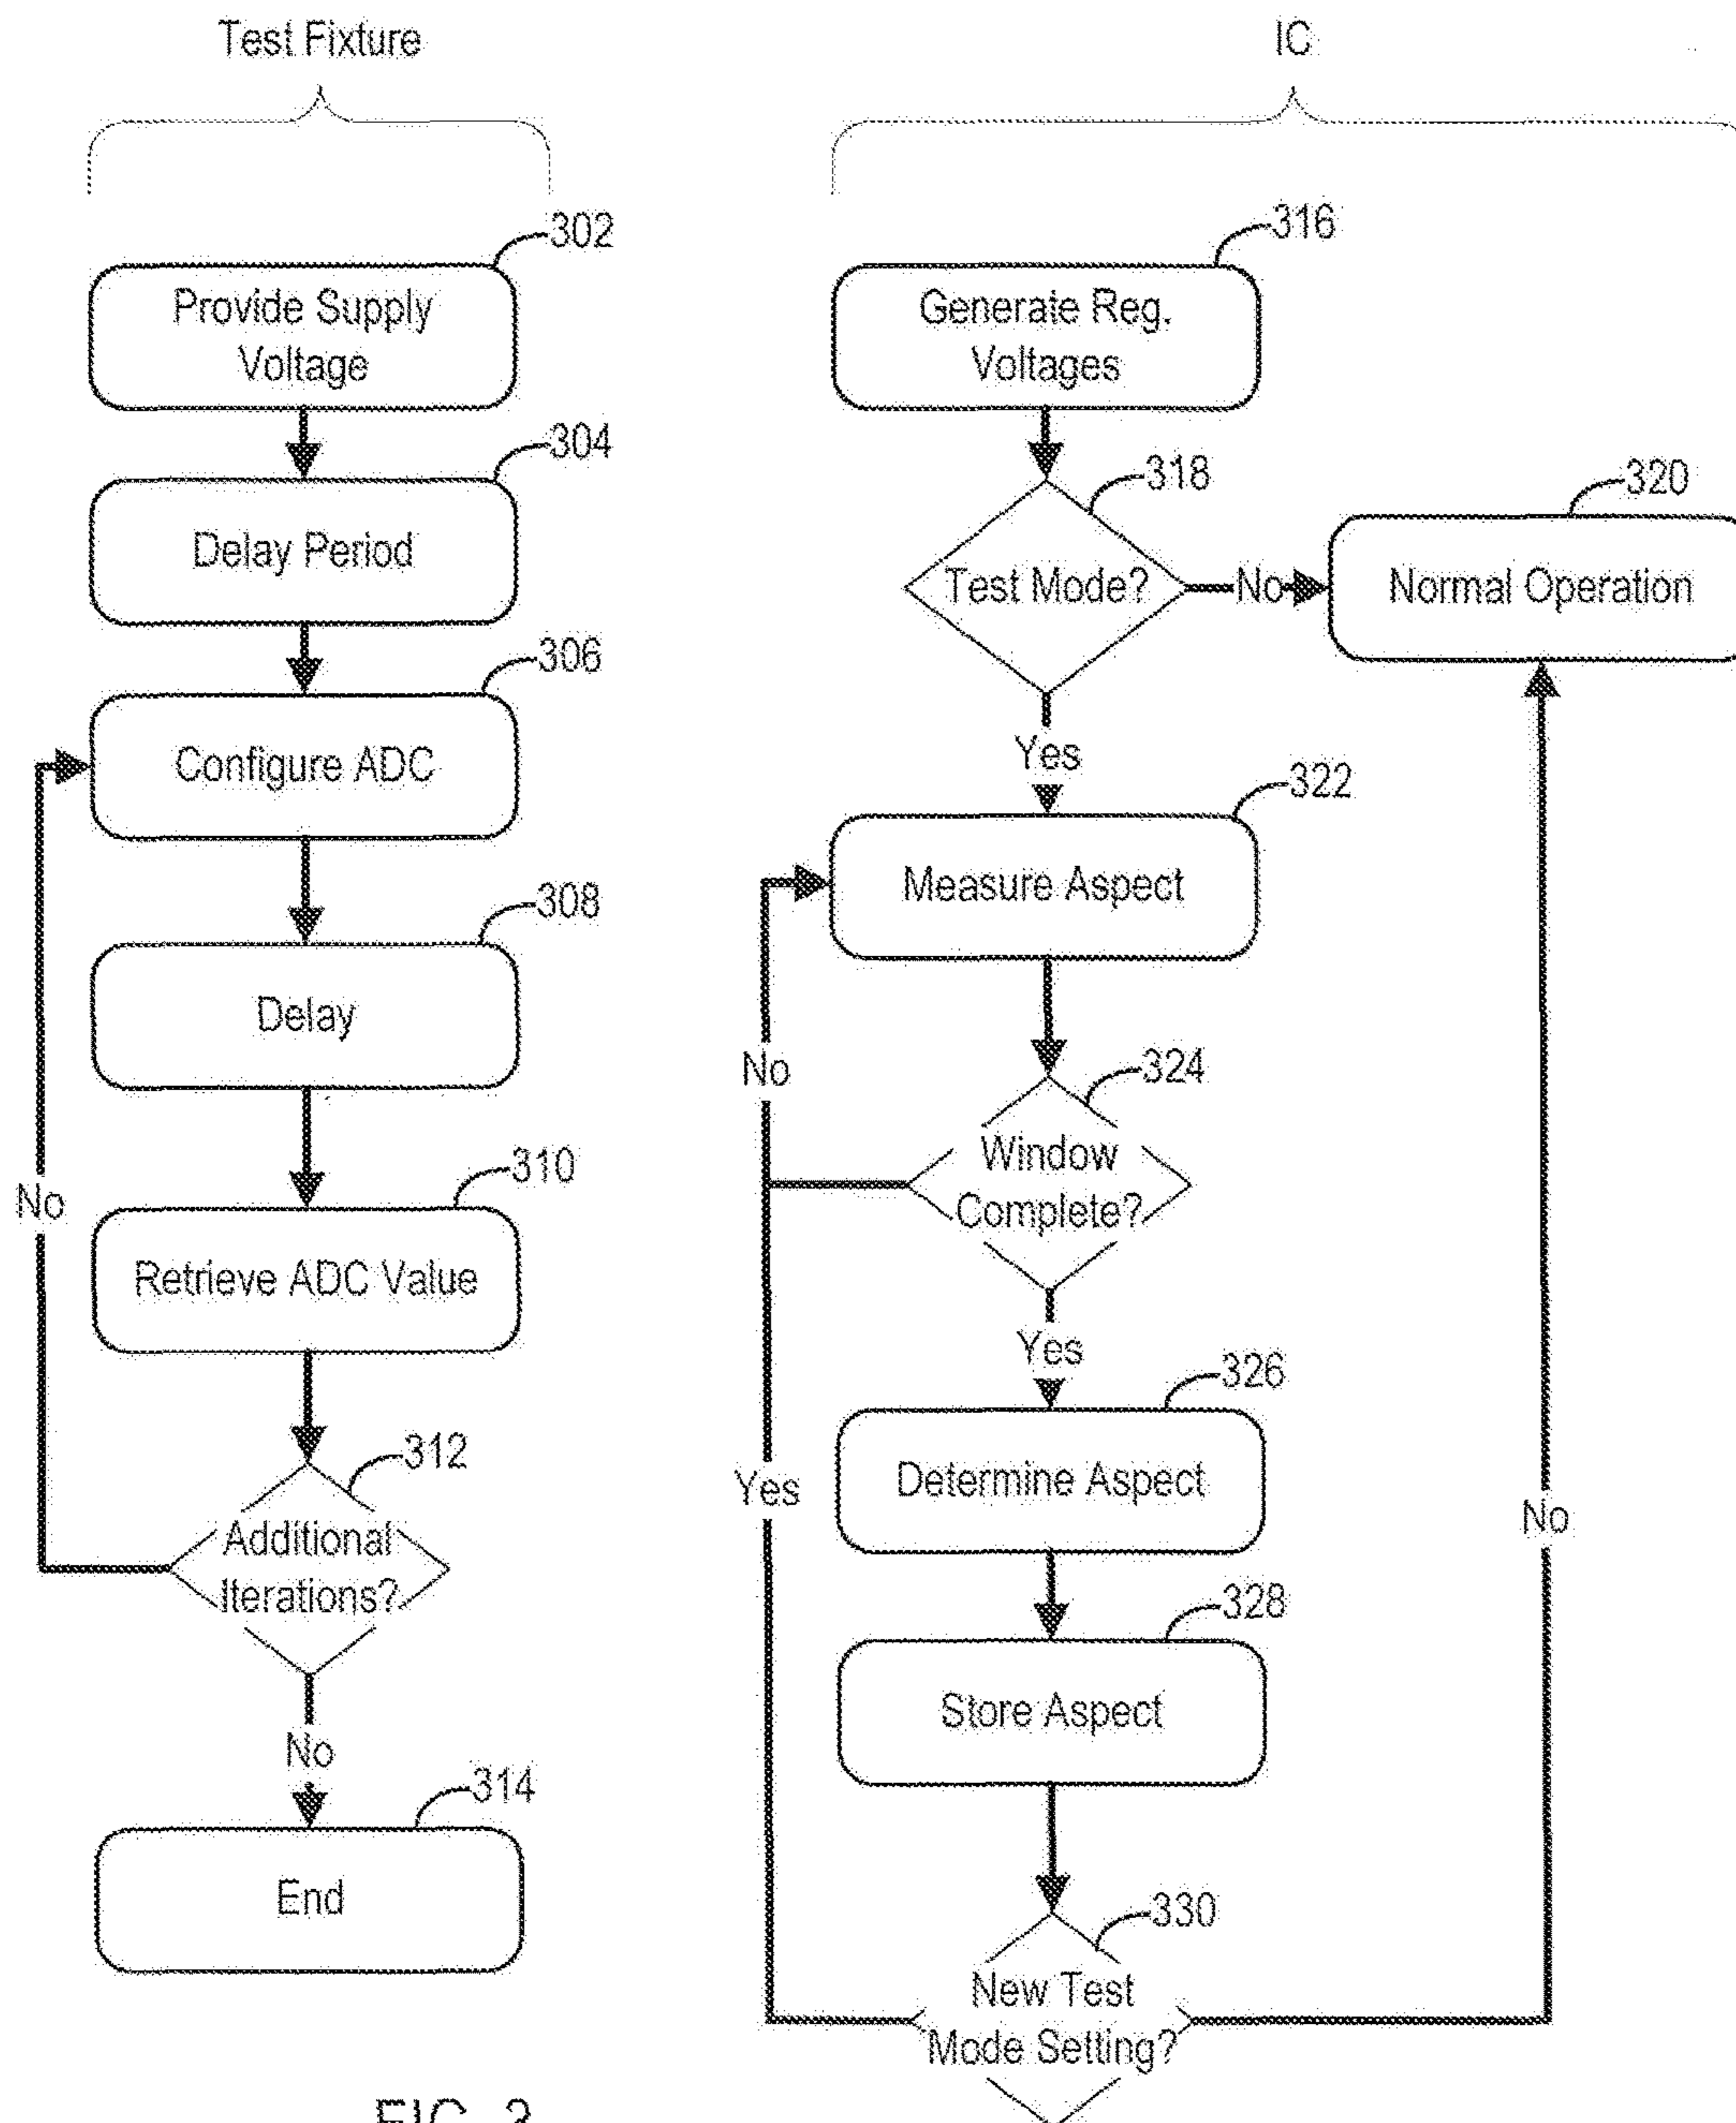 Test Fixture
302
Provide Supply
Voltage
304
Delay Period
306
Configure ADC
308
Delay
310
Retrieve ADC Value
312
Additional
Iterations?
No
No
314
End
IC
316
Generate Reg.
Voltages
318
Test Mode?
No
320
Normal Operation
Yes
322
Measure Aspect
No
324
Window
Complete?
Yes
326
Determine Aspect
Yes
328
Store Aspect
No
330
New Test
Mode Setting?
FIG. 3